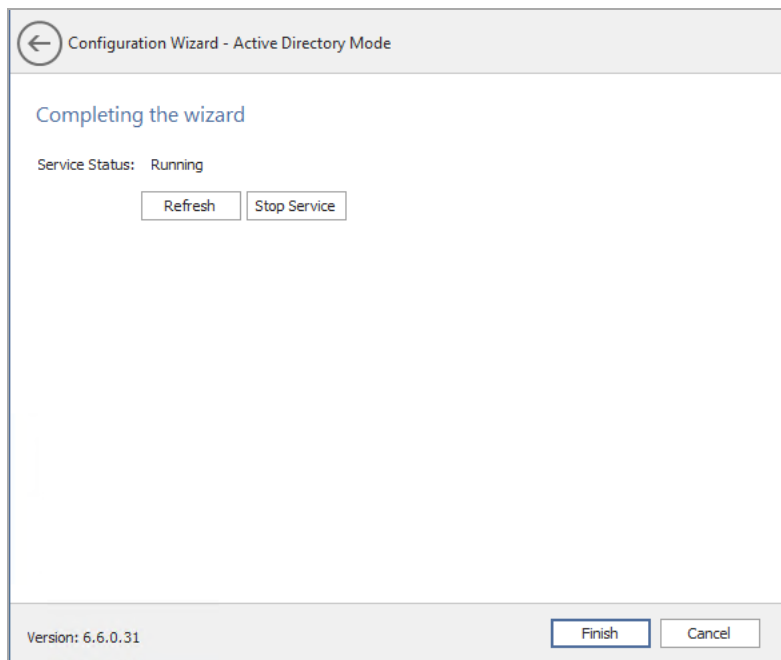 Configuration Wizard - Active Directory Mode
Completing the wizard
Service Status: Running
Refresh Stop Service
Version: 6.6.0.31 Finish Cancel